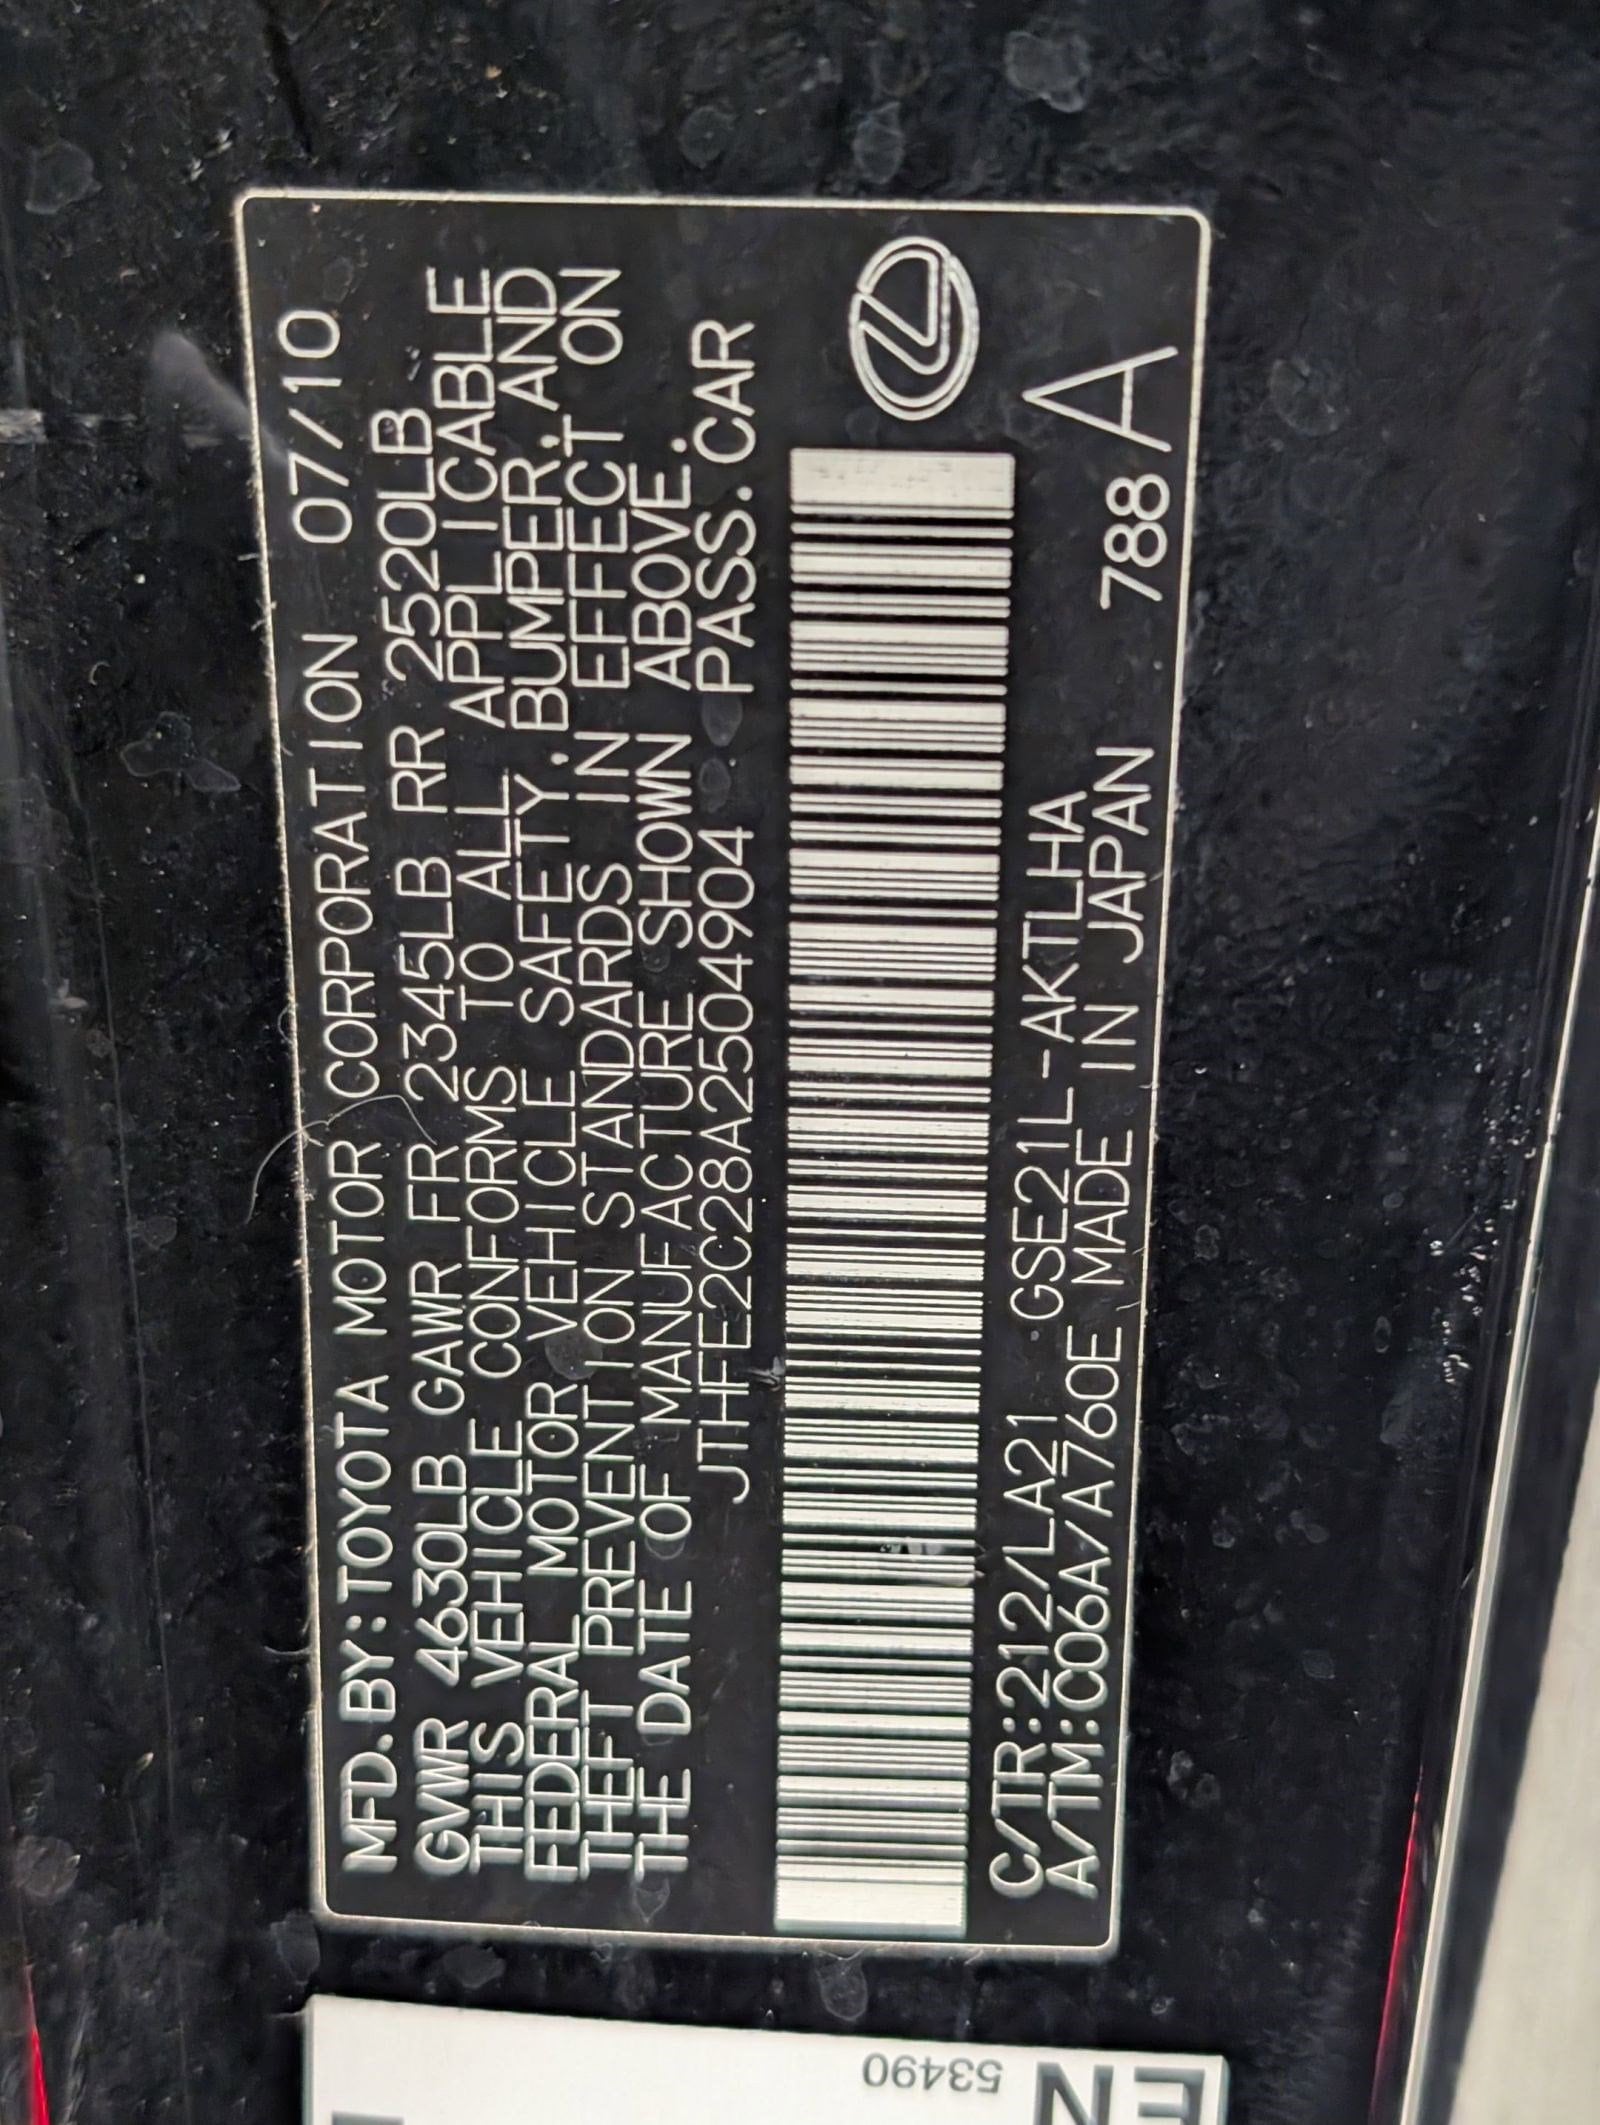 MFD.BY:TOYOTA MOTOR CORPORATION 07/10
GVWR 4630LB GAWR FR 2345LB RR 2520LB
THIS VEHICLE CONFORMS TO ALL APPLICABLE
FEDERAL MOTOR VEHICLE SAFETY,BUMPER,AND
THEFT PREVENTION STANDARDS IN EFFECT ON
THE DATE OF MANUFACTURE SHOWN ABOVE.
JTHFE2C28A2504904 PASS.CAR
C/TR:212/LA21 GSE21L-AKTLHA
A/TM:C06A/A760E MADE IN JAPAN 788 A
53490
EN